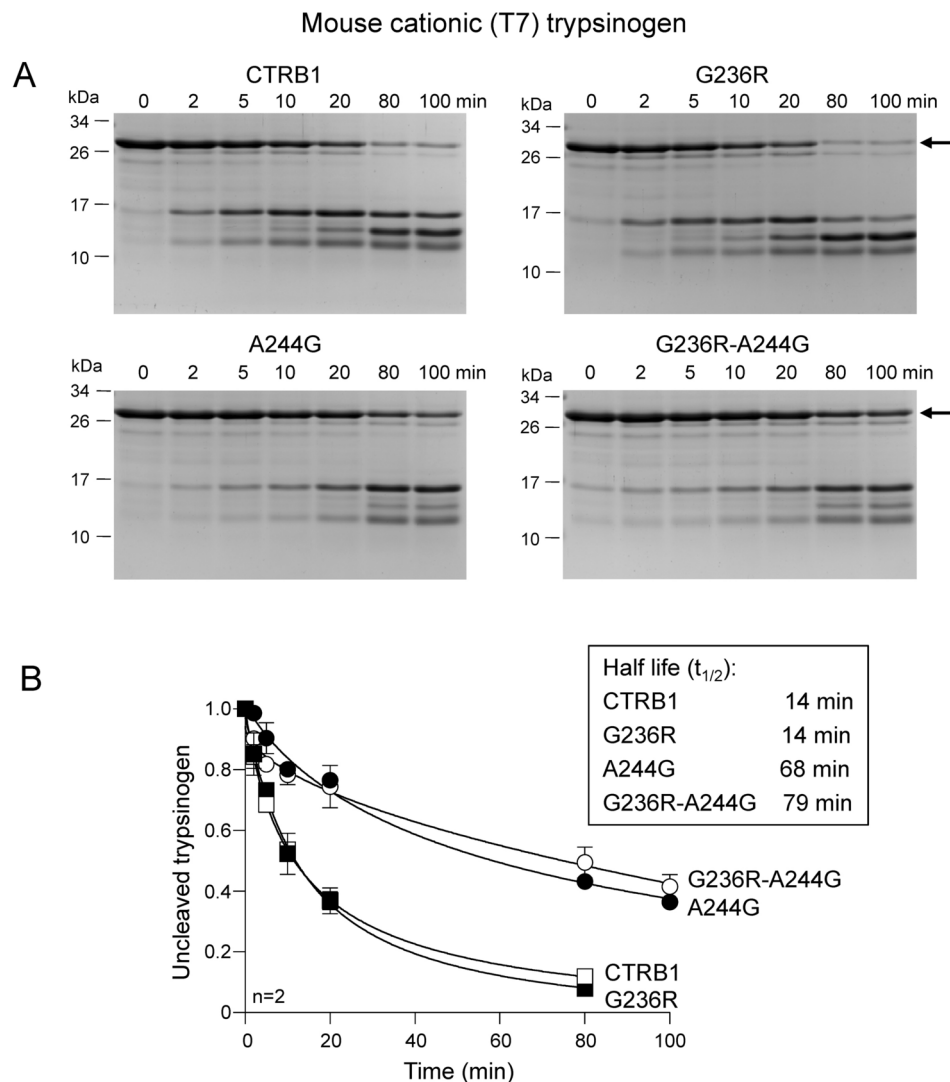 Mouse cationic (T7) trypsinogen
A
CTRB1
kDa 0 2 5 10 20 80 100 min
34
26
17
10
G236R
kDa 0 2 5 10 20 80 100 min
34
26
17
10
A244G
kDa 0 2 5 10 20 80 100 min
34
26
17
10
G236R-A244G
kDa 0 2 5 10 20 80 100 min
34
26
17
10
B
Half life (t1/2):
CTRB1 14 min
G236R 14 min
A244G 68 min
G236R-A244G 79 min
Uncleaved trypsinogen
1.0
0.8
0.6
0.4
0.2
0
n=2
G236R-A244G
A244G
CTRB1
G236R
0 20 40 60 80 100
Time (min)